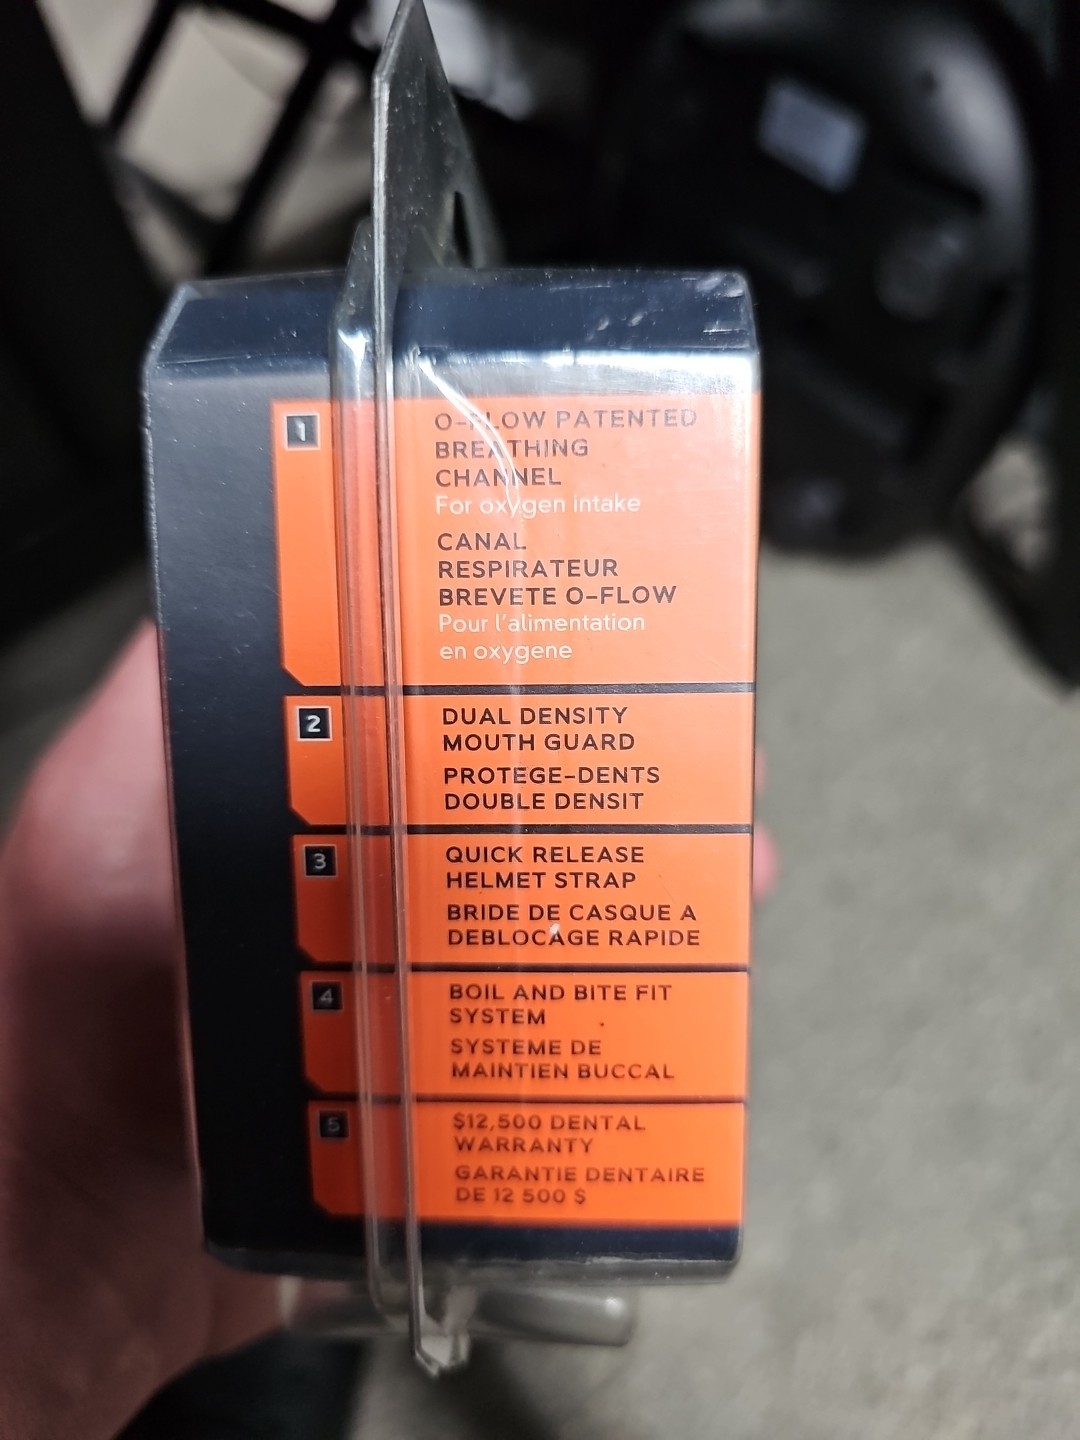 1
O-FLOW PATENTED
BREATHING
CHANNEL
For oxygen intake
CANAL
RESPIRATEUR
BREVETE O-FLOW
Pour l'alimentation
en oxygene
2
DUAL DENSITY
MOUTH GUARD
PROTEGE-DENTS
DOUBLE DENSIT
3
QUICK RELEASE
HELMET STRAP
BRIDE DE CASQUE A
DEBLOCAGE RAPIDE
4
BOIL AND BITE FIT
SYSTEM
SYSTEME DE
MAINTIEN BUCCAL
5
$12,500 DENTAL
WARRANTY
GARANTIE DENTAIRE
DE 12 500 $